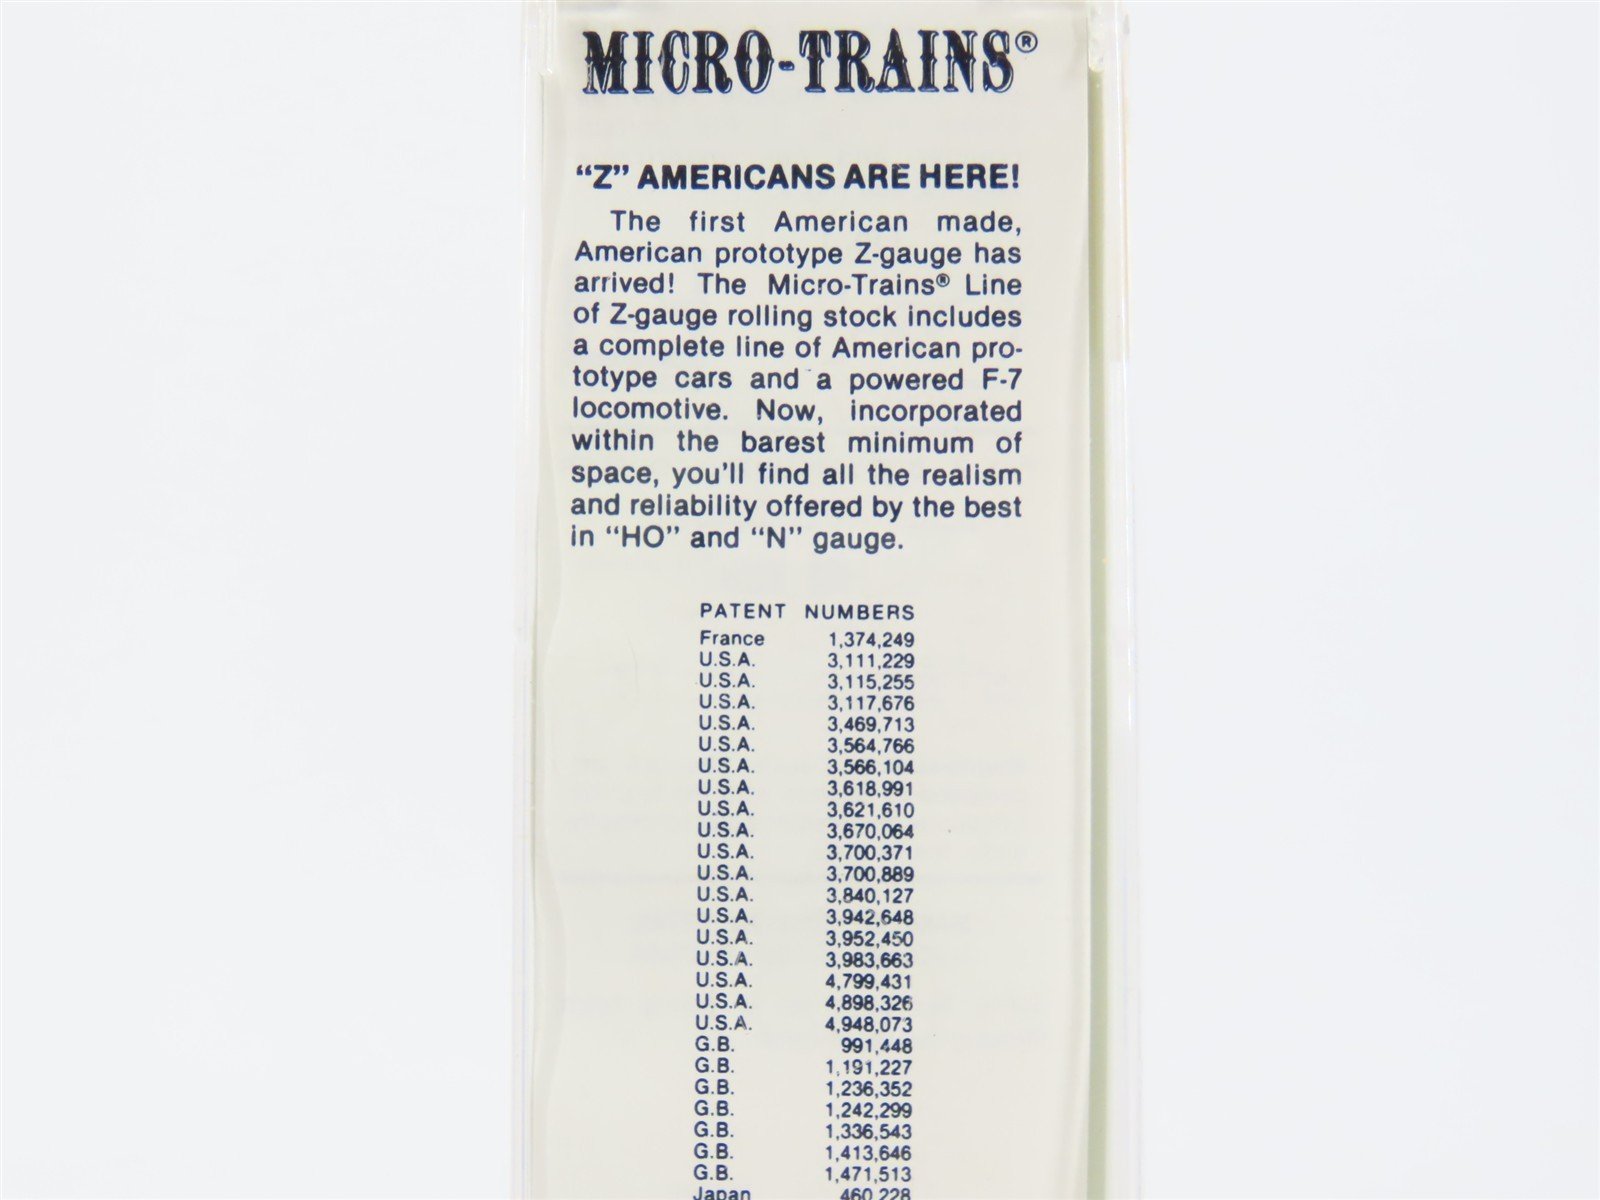 MICRO-TRAINS®
“Z” AMERICANS ARE HERE!
The first American made,
American prototype Z-gauge has
arrived! The Micro-Trains® Line
of Z-gauge rolling stock includes
a complete line of American pro-
totype cars and a powered F-7
locomotive. Now, incorporated
within the barest minimum of
space, you'll find all the realism
and reliability offered by the best
in “HO” and “N” gauge.
PATENT NUMBERS
France 1,374,249
U.S.A. 3,111,229
U.S.A. 3,115,255
U.S.A. 3,117,676
U.S.A. 3,469,713
U.S.A. 3,564,766
U.S.A. 3,566,104
U.S.A. 3,618,991
U.S.A. 3,621,610
U.S.A. 3,670,064
U.S.A. 3,700,371
U.S.A. 3,700,889
U.S.A. 3,840,127
U.S.A. 3,942,648
U.S.A. 3,952,450
U.S.A. 3,983,663
U.S.A. 4,799,431
U.S.A. 4,898,326
U.S.A. 4,948,073
G.B. 991,448
G.B. 1,191,227
G.B. 1,236,352
G.B. 1,242,299
G.B. 1,336,543
G.B. 1,413,646
G.B. 1,471,513
Japan 460,228